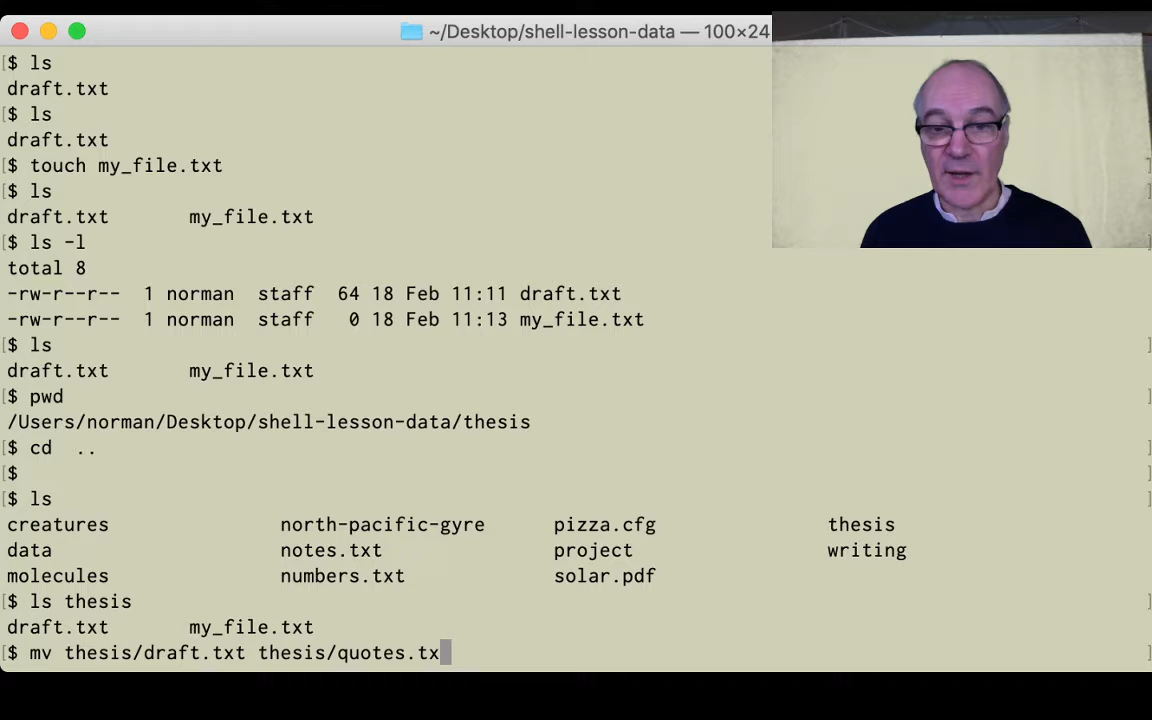 ~/Desktop/shell-lesson-data — 100×24
[$ ls
draft.txt
[$ ls
draft.txt
[$ touch my_file.txt ]
[$ ls ]
draft.txt my_file.txt
[$ ls -l ]
total 8
-rw-r--r-- 1 norman staff 64 18 Feb 11:11 draft.txt
-rw-r--r-- 1 norman staff 0 18 Feb 11:13 my_file.txt
[$ ls ]
draft.txt my_file.txt
[$ pwd ]
/Users/norman/Desktop/shell-lesson-data/thesis
[$ cd .. ]
[$ ]
[$ ls ]
creatures north-pacific-gyre pizza.cfg thesis
data notes.txt project writing
molecules numbers.txt solar.pdf
[$ ls thesis ]
draft.txt my_file.txt
$ mv thesis/draft.txt thesis/quotes.tx